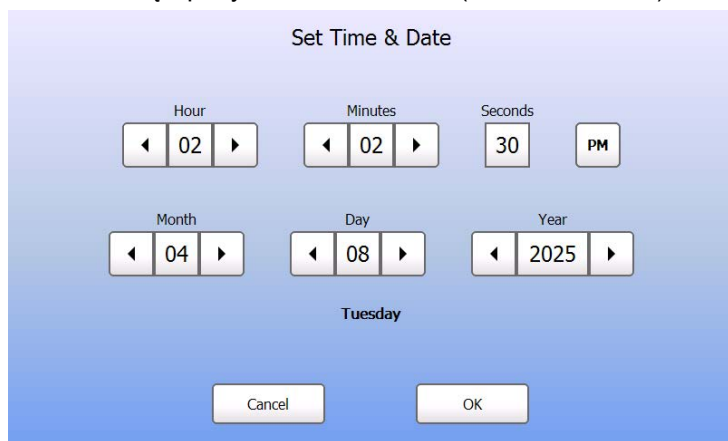 Set Time & Date
Hour Minutes Seconds
02 02 30 PM
Month Day Year
04 08 2025
Tuesday
Cancel OK